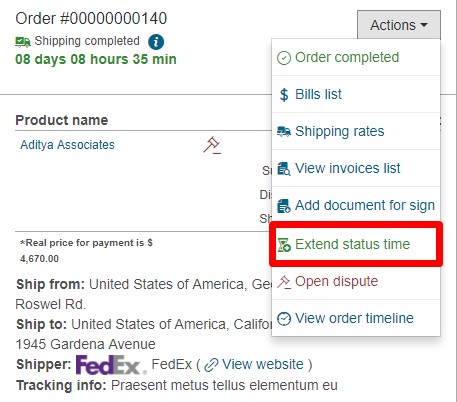 Order #00000000140
Actions
Shipping completed
08 days 08 hours 35 min
Order completed
Bills list
Shipping rates
View invoices list
Add document for sign
Extend status time
Open dispute
View order timeline
Product name
Aditya Associates
Su
Di
Sh
*Real price for payment is $
4,670.00
Ship from: United States of America, Geo
Roswel Rd.
Ship to: United States of America, Califor
1945 Gardena Avenue
Shipper: FedEx. FedEx ( View website )
Tracking info: Praesent metus tellus elementum eu